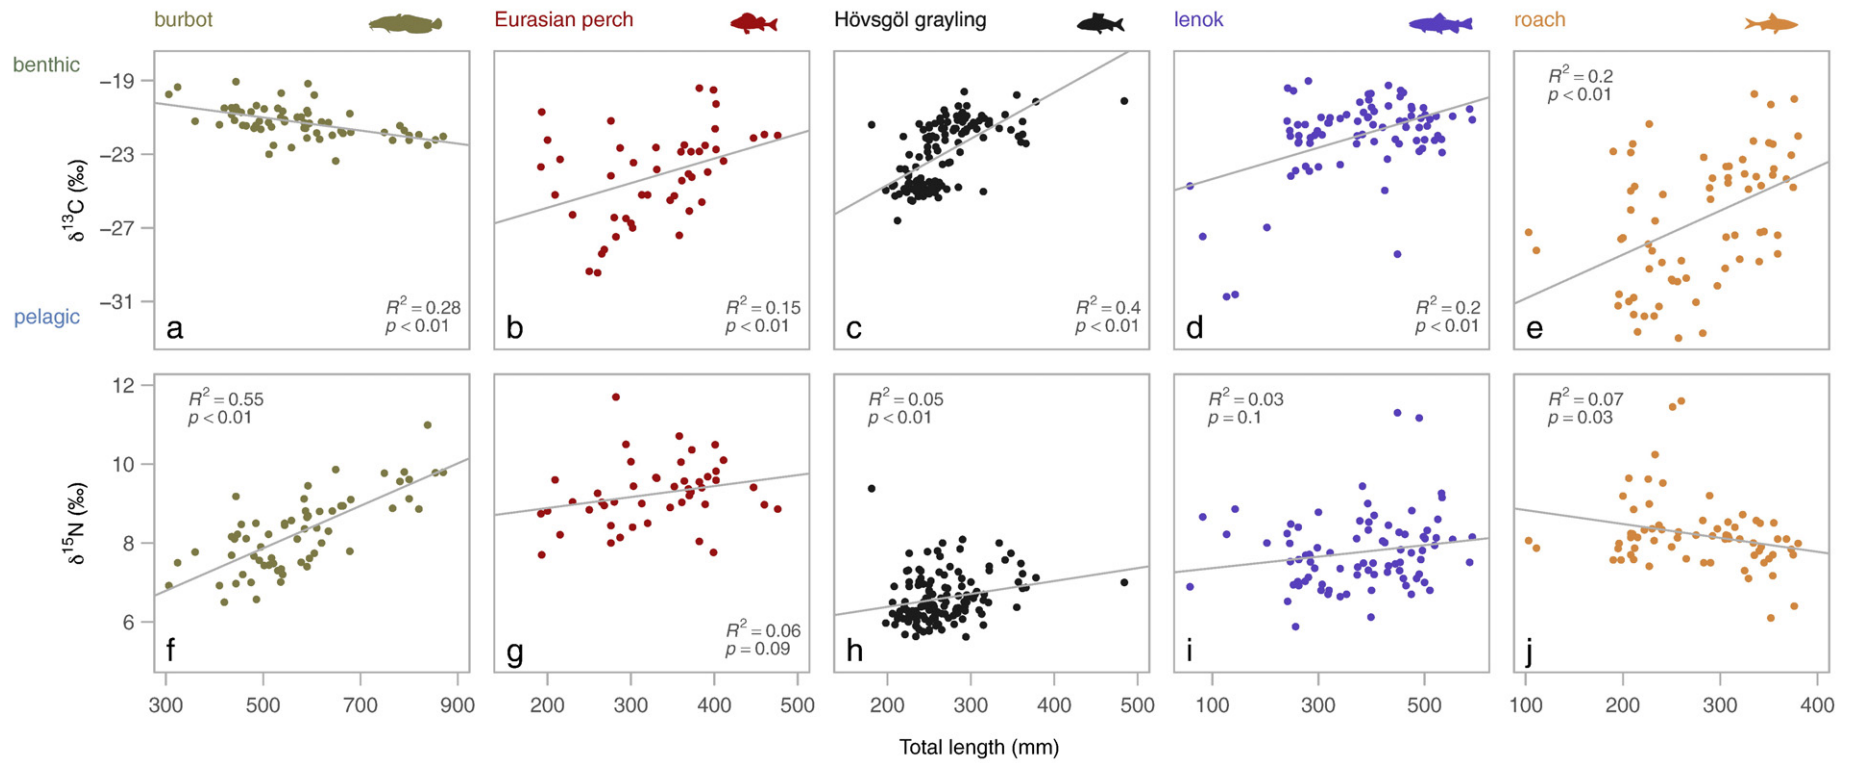 burbot
Eurasian perch
Hövsgöl grayling
lenok
roach
benthic
pelagic
δ¹³C (‰)
−19
−23
−27
−31
R² = 0.28
p < 0.01
a
R² = 0.15
p < 0.01
b
R² = 0.4
p < 0.01
c
R² = 0.2
p < 0.01
d
R² = 0.2
p < 0.01
e
δ¹⁵N (‰)
12
10
8
6
R² = 0.55
p < 0.01
f
R² = 0.06
p = 0.09
g
R² = 0.05
p < 0.01
h
R² = 0.03
p = 0.1
i
R² = 0.07
p = 0.03
j
300 500 700 900
200 300 400 500
200 300 400 500
100 300 500
100 200 300 400
Total length (mm)